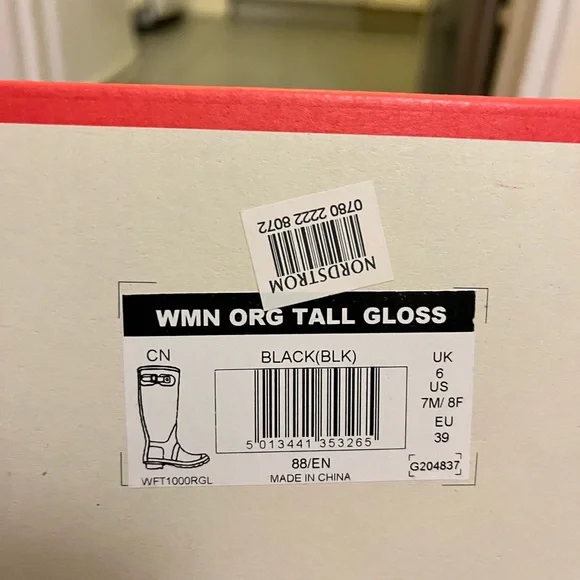 0780 2222 8072
NORDSTROM
WMN ORG TALL GLOSS
CN
WFT1000RGL
BLACK(BLK)
5 013441 353265
88/EN
MADE IN CHINA
UK
6
US
7M/ 8F
EU
39
G204837